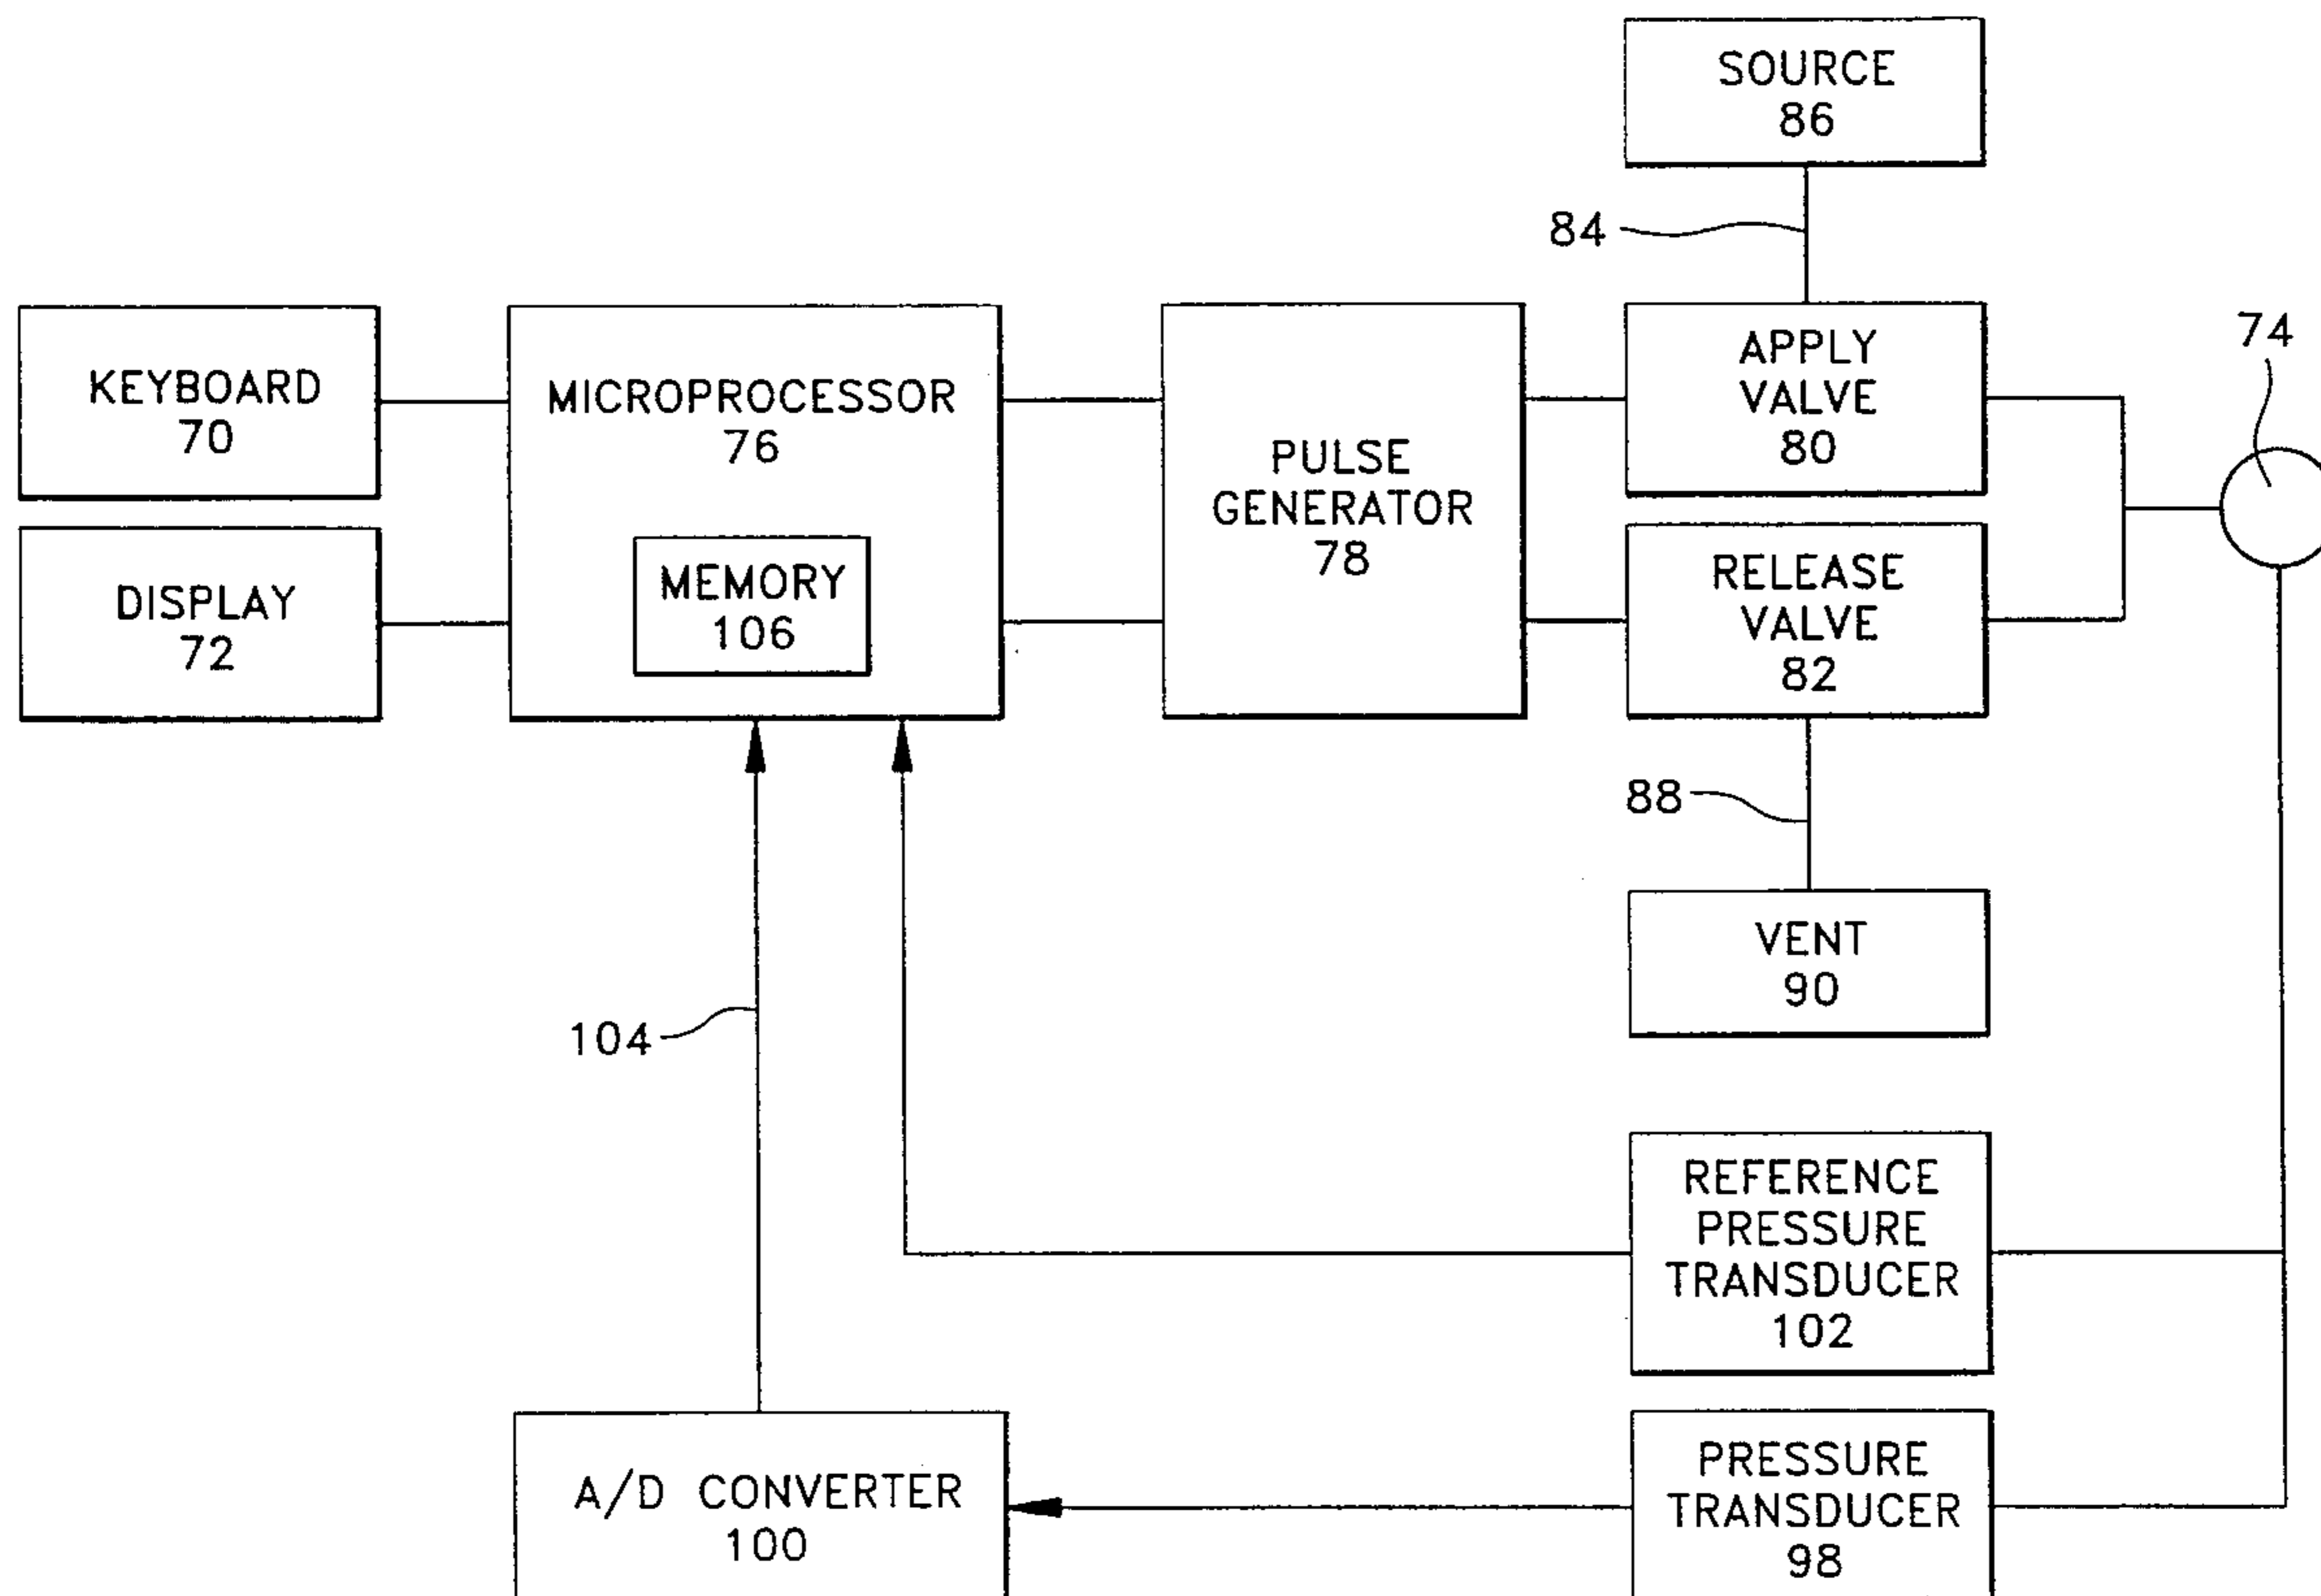 SOURCE
86
84
74
KEYBOARD
70
MICROPROCESSOR
76
PULSE
GENERATOR
78
APPLY
VALVE
80
DISPLAY
72
MEMORY
106
RELEASE
VALVE
82
88
VENT
90
104
REFERENCE
PRESSURE
TRANSDUCER
102
A/D CONVERTER
100
PRESSURE
TRANSDUCER
98